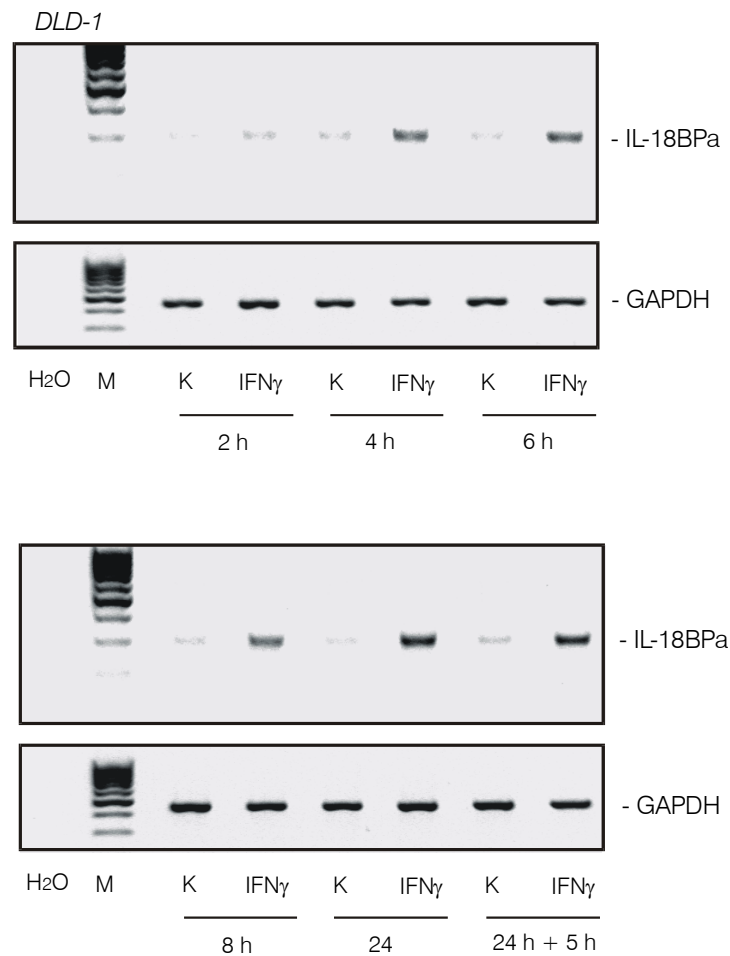 DLD-1
- IL-18BPa
- GAPDH
H2O M K IFNγ K IFNγ K IFNγ
2 h 4 h 6 h
- IL-18BPa
- GAPDH
H2O M K IFNγ K IFNγ K IFNγ
8 h 24 24 h + 5 h